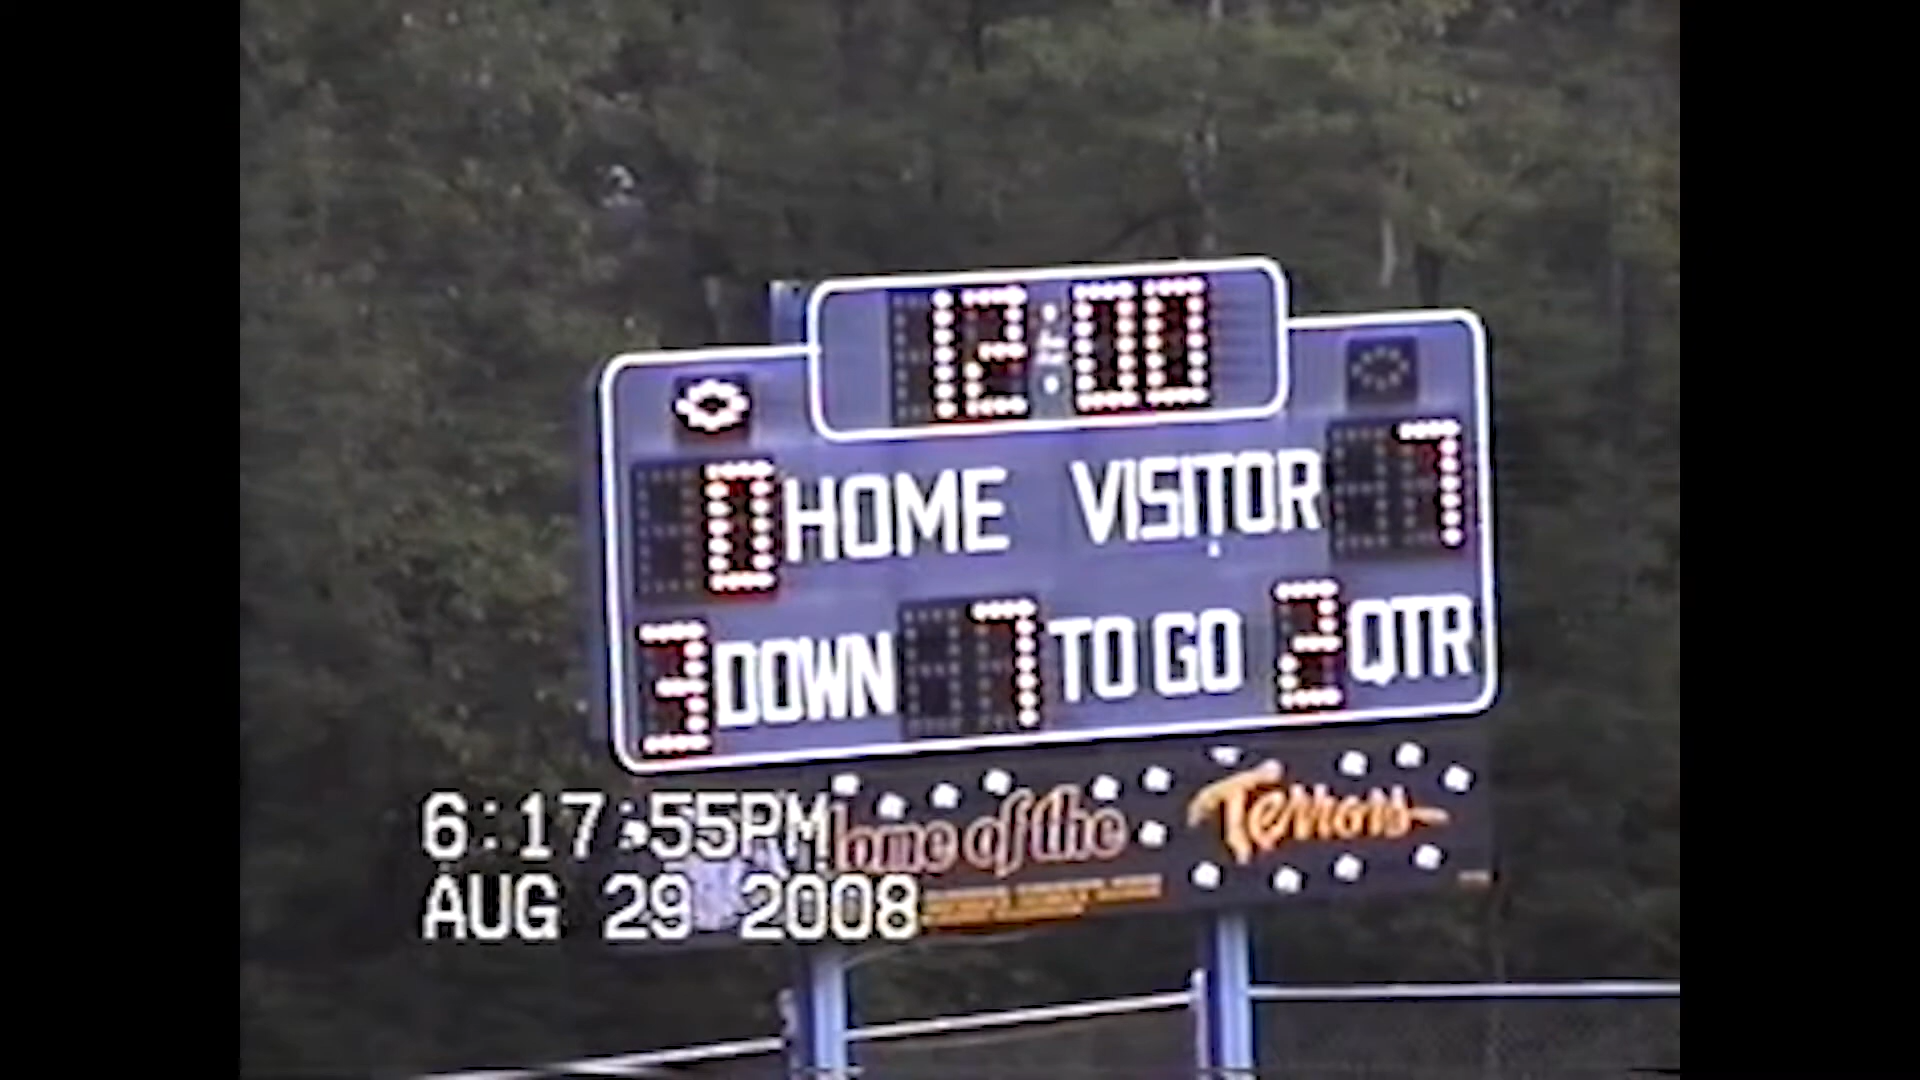 12:00
0 HOME VISITOR 7
3 DOWN 7 TO GO 2 QTR
Home of the Terrors
6:17:55PM
AUG 29 2008